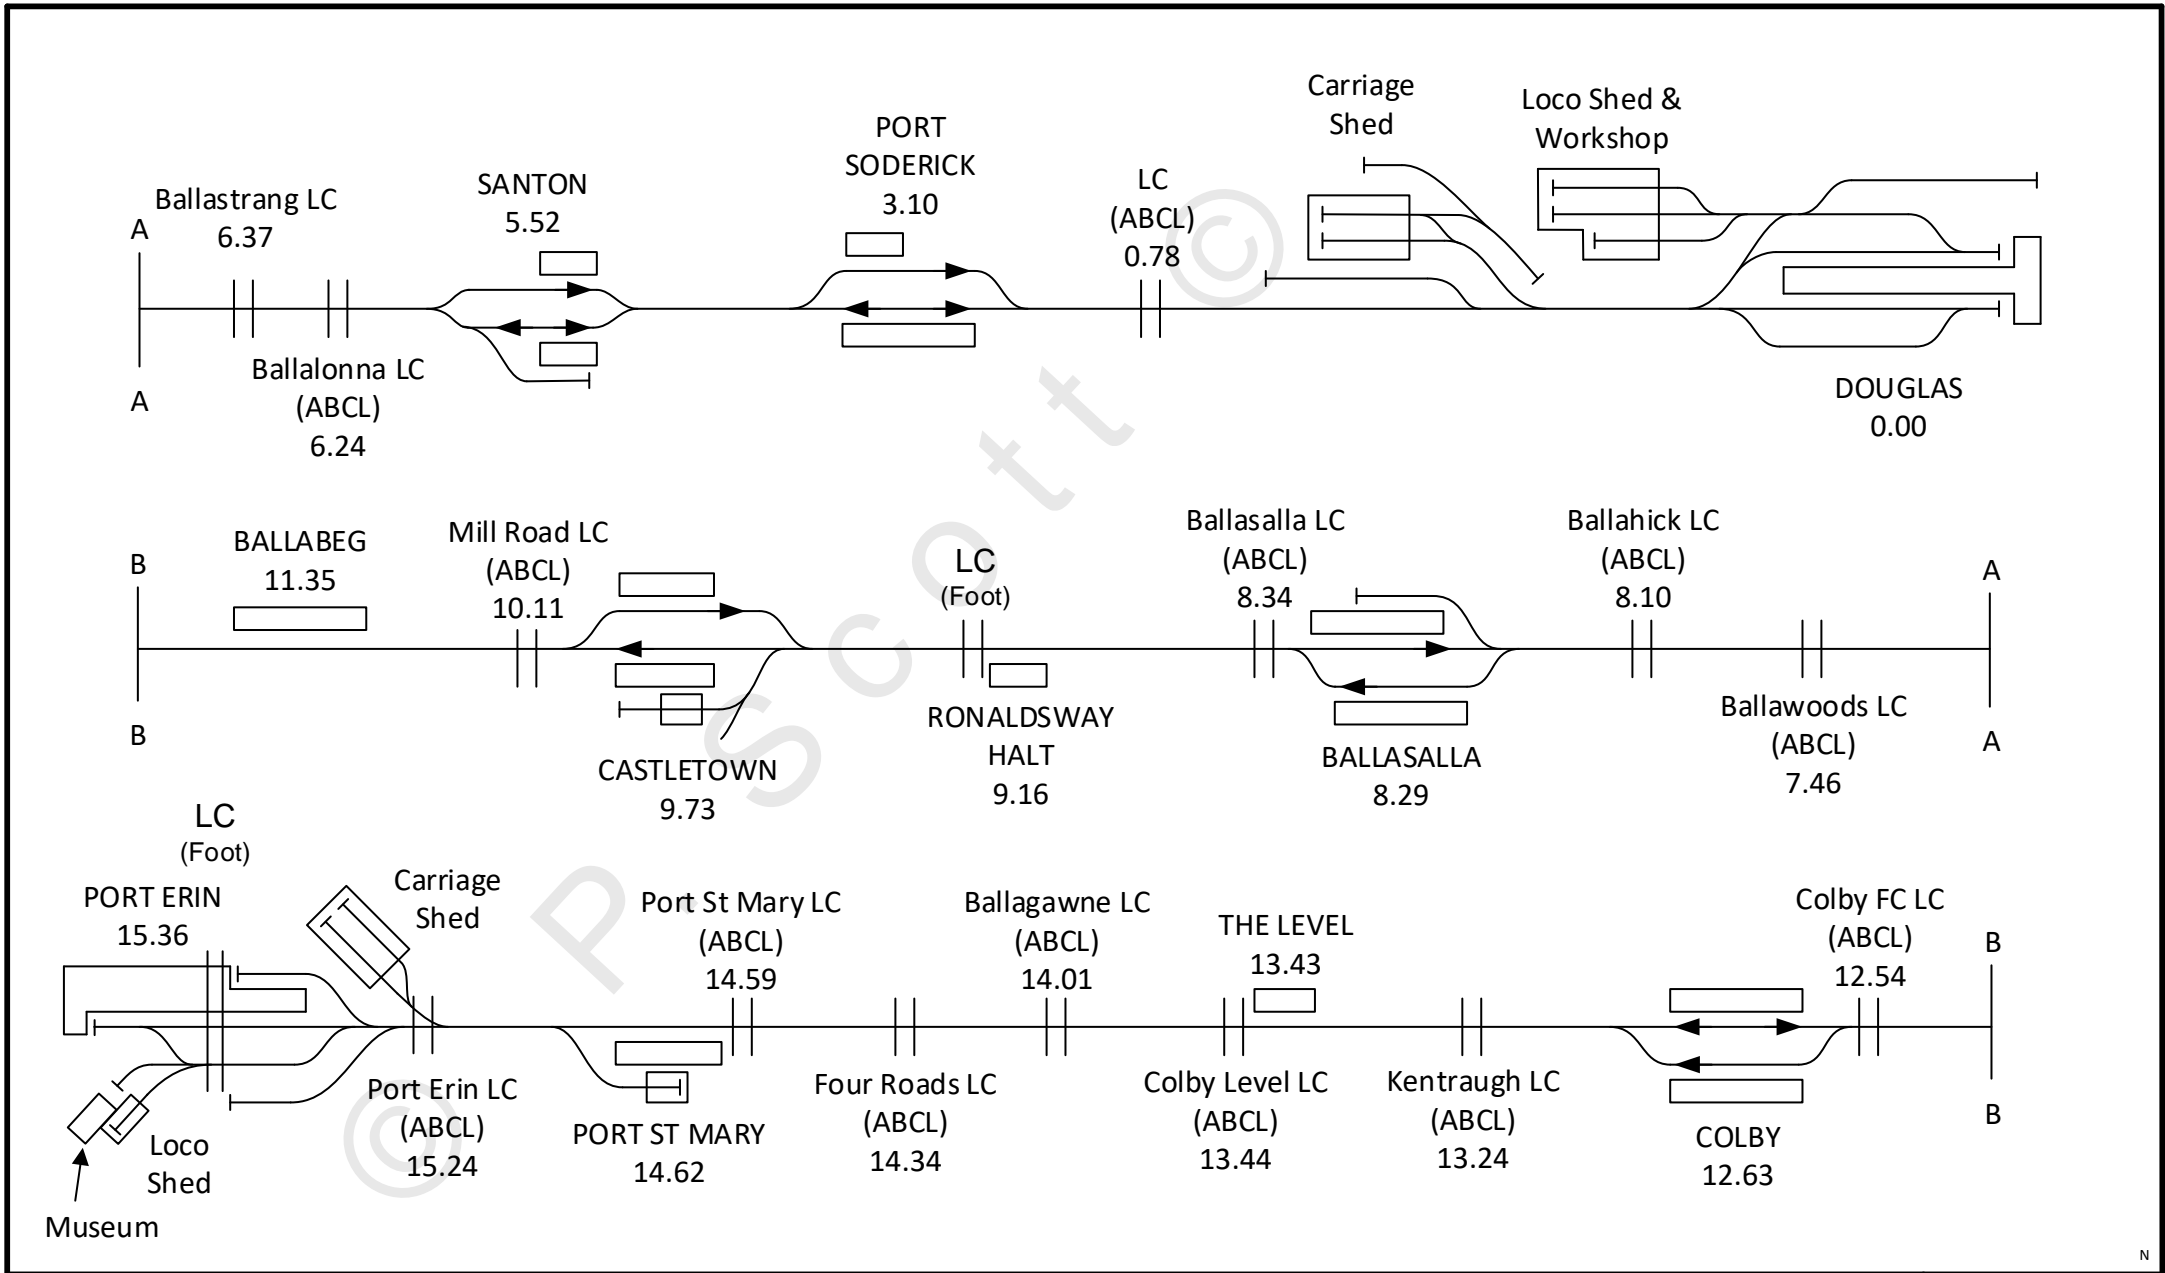 Carriage
Shed
Loco Shed &
Workshop
PORT
SODERICK
3.10
SANTON
5.52
LC
(ABCL)
0.78
Ballastrang LC
6.37
A
A
Ballalonna LC
(ABCL)
6.24
DOUGLAS
0.00
BALLABEG
11.35
Mill Road LC
(ABCL)
10.11
LC
(Foot)
Ballasalla LC
(ABCL)
8.34
Ballahick LC
(ABCL)
8.10
B
B
A
A
CASTLETOWN
9.73
RONALDSWAY
HALT
9.16
BALLASALLA
8.29
Ballawoods LC
(ABCL)
7.46
LC
(Foot)
PORT ERIN
15.36
Carriage
Shed
Port St Mary LC
(ABCL)
14.59
Ballagawne LC
(ABCL)
14.01
THE LEVEL
13.43
Colby FC LC
(ABCL)
12.54
B
B
Loco
Shed
Museum
Port Erin LC
(ABCL)
15.24
PORT ST MARY
14.62
Four Roads LC
(ABCL)
14.34
Colby Level LC
(ABCL)
13.44
Kentraugh LC
(ABCL)
13.24
COLBY
12.63
© P. Scott ©
N